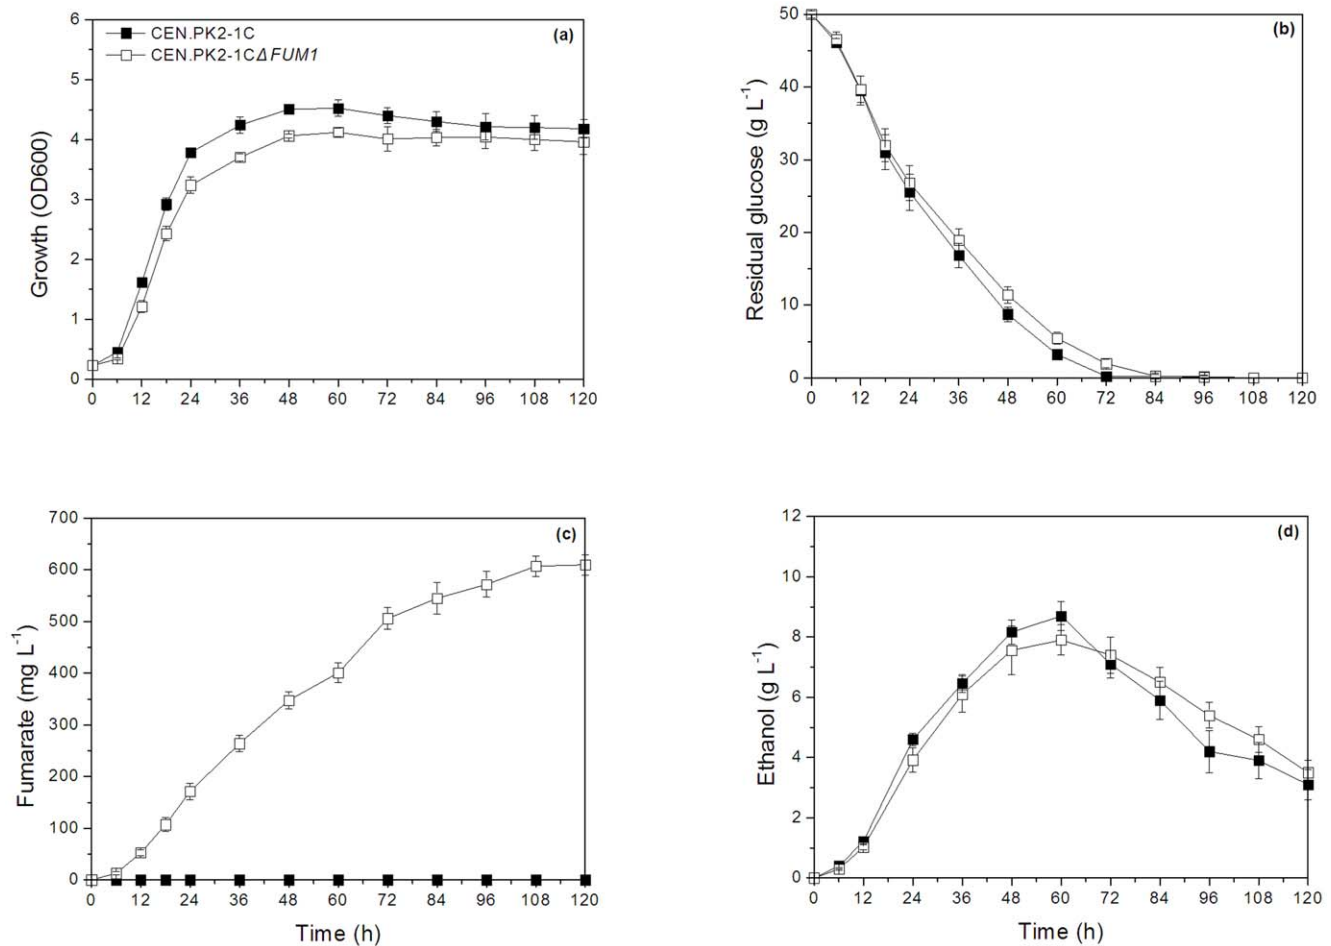 CEN.PK2-1C
CEN.PK2-1CΔFUM1
(a)
Growth (OD600)
6
5
4
3
2
1
0
0 12 24 36 48 60 72 84 96 108 120
(b)
Residual glucose (g L⁻¹)
50
40
30
20
10
0
0 12 24 36 48 60 72 84 96 108 120
(c)
Fumarate (mg L⁻¹)
700
600
500
400
300
200
100
0
0 12 24 36 48 60 72 84 96 108 120
Time (h)
(d)
Ethanol (g L⁻¹)
12
10
8
6
4
2
0
0 12 24 36 48 60 72 84 96 108 120
Time (h)